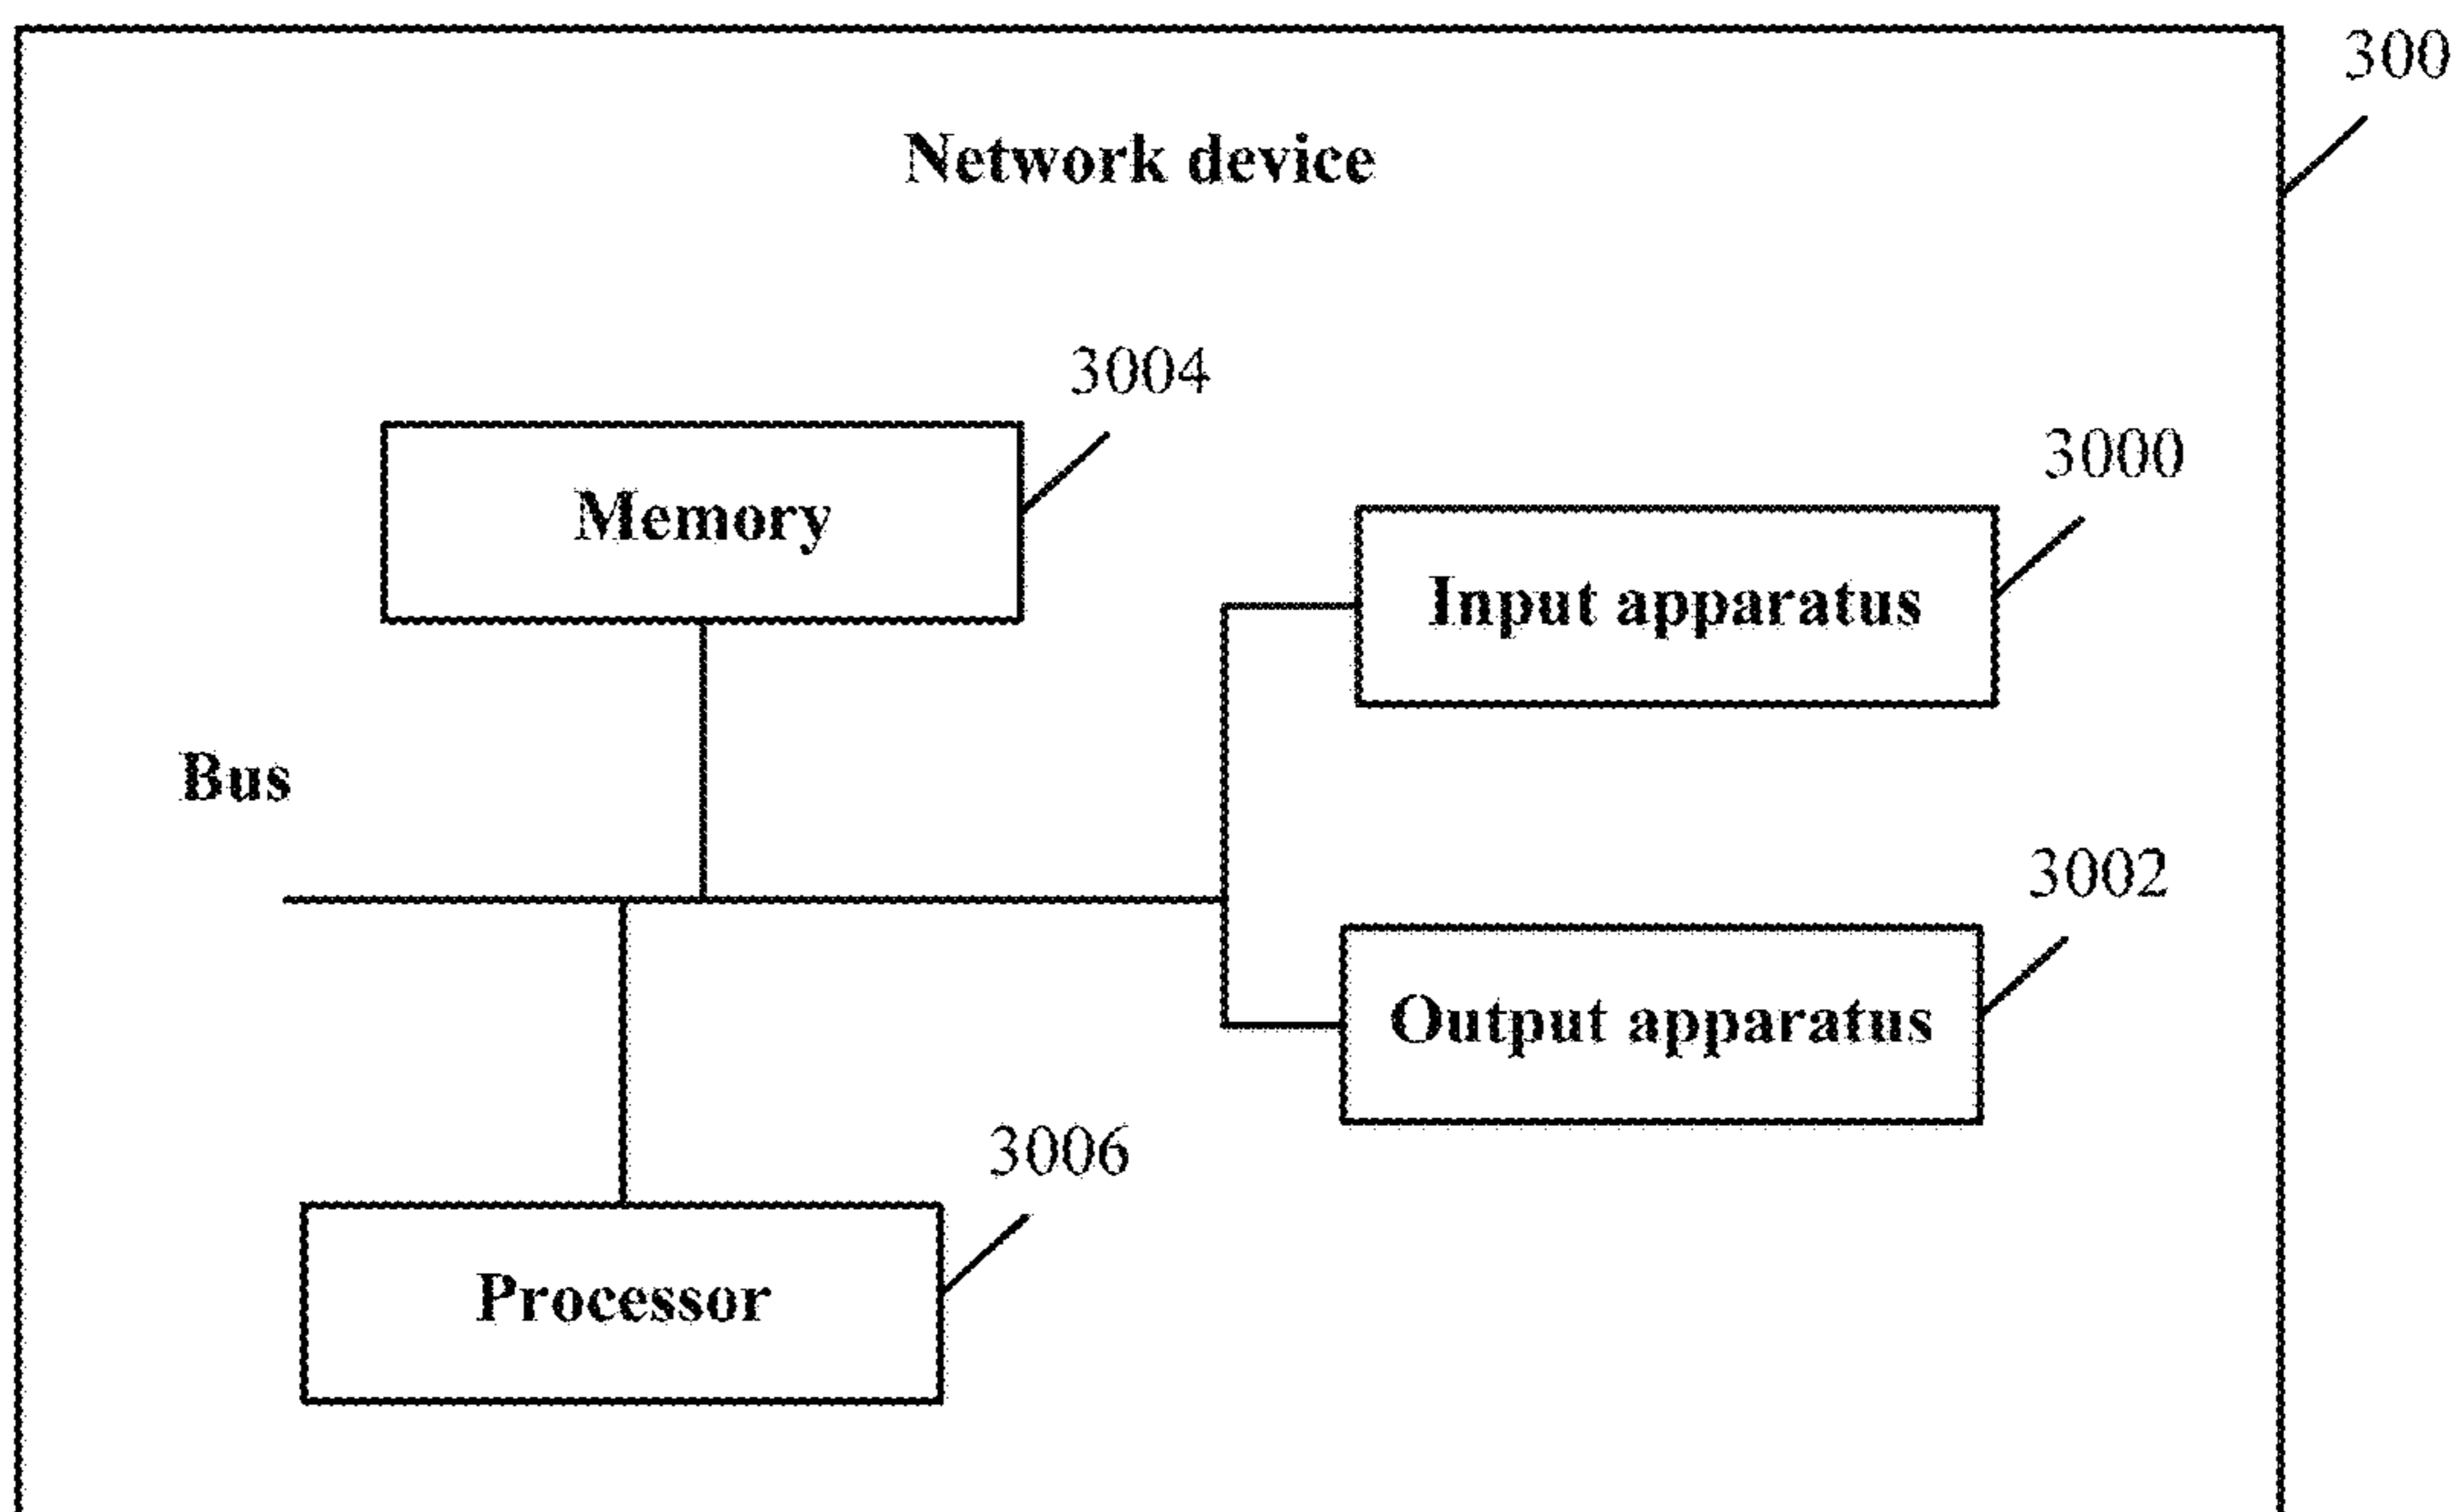 300
Network device
3004
Memory
3000
Input apparatus
Bus
3002
Output apparatus
3006
Processor